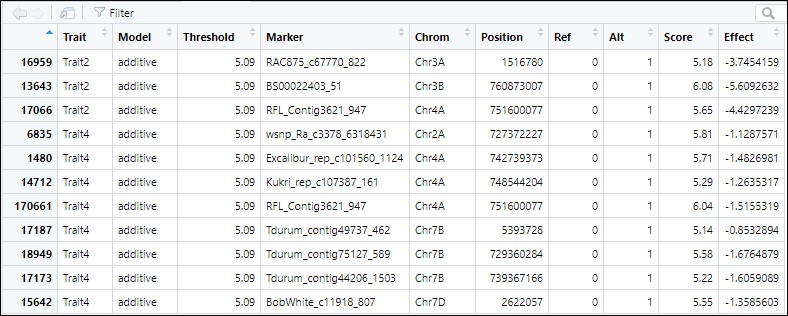 Filter
Trait Model Threshold Marker Chrom Position Ref Alt Score Effect
16959 Trait2 additive 5.09 RAC875_c67770_822 Chr3A 1516780 0 1 5.18 -3.7454159
13643 Trait2 additive 5.09 BS00022403_51 Chr3B 760873007 0 1 6.08 -5.6092632
17066 Trait2 additive 5.09 RFL_Contig3621_947 Chr4A 751600077 0 1 5.65 -4.4297239
6835 Trait4 additive 5.09 wsnp_Ra_c3378_6318431 Chr2A 727372227 0 1 5.81 -1.1287571
1480 Trait4 additive 5.09 Excalibur_rep_c101560_1124 Chr4A 742739373 0 1 5.71 -1.4826981
14712 Trait4 additive 5.09 Kukri_rep_c107387_161 Chr4A 748544204 0 1 5.29 -1.2635317
170661 Trait4 additive 5.09 RFL_Contig3621_947 Chr4A 751600077 0 1 6.04 -1.5155319
17187 Trait4 additive 5.09 Tdurum_contig49737_462 Chr7B 5393728 0 1 5.14 -0.8532894
18949 Trait4 additive 5.09 Tdurum_contig75127_589 Chr7B 729360284 0 1 5.58 -1.6764879
17173 Trait4 additive 5.09 Tdurum_contig44206_1503 Chr7B 739367166 0 1 5.22 -1.6059089
15642 Trait4 additive 5.09 BobWhite_c11918_807 Chr7D 2622057 0 1 5.55 -1.3585603